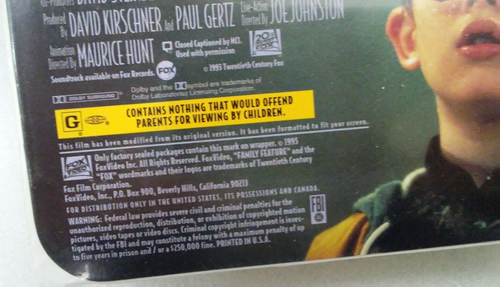 Produced By DAVID KIRSCHNER And PAUL GERTZ Live-Action Directed By JOE JOHNSTON
Animation Directed By MAURICE HUNT
Closed Captioned by NCI.
Used with permission
FOX VIDEO
Soundtrack available on Fox Records. FOX
© 1993 Twentieth Century Fox
DOLBY SURROUND
Dolby and the symbol are trademarks of
Dolby Laboratories Licensing Corporation.
G
CONTAINS NOTHING THAT WOULD OFFEND
PARENTS FOR VIEWING BY CHILDREN.
This film has been modified from its original version. It has been formatted to fit your screen.
Only factory sealed packages contain this mark on wrapper. © 1995
FoxVideo Inc. All Rights Reserved. FoxVideo, "FAMILY FEATURE" and the
"FOX" wordmarks and their logos are trademarks of Twentieth Century
Fox Film Corporation.
FoxVideo, Inc., P.O. Box 900, Beverly Hills, California 90213
FOR DISTRIBUTION ONLY IN THE UNITED STATES, ITS POSSESSIONS AND CANADA.
WARNING: Federal law provides severe civil and criminal penalties for the
unauthorized reproduction, distribution, or exhibition of copyrighted motion
pictures, video tapes or video discs. Criminal copyright infringement is inves-
tigated by the FBI and may constitute a felony with a maximum penalty of up
to five years in prison and / or a $250,000 fine. PRINTED IN U.S.A.
FBI